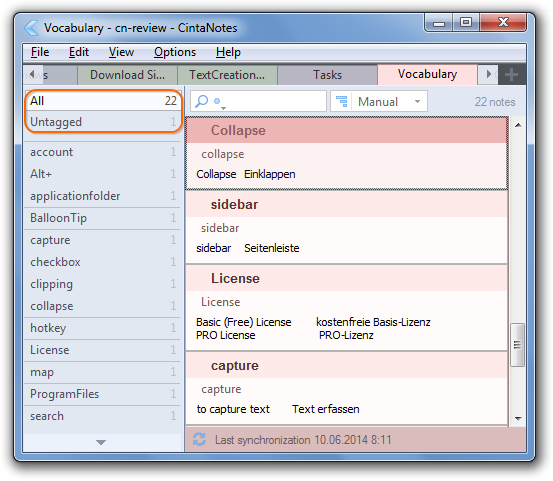 Vocabulary - cn-review - CintaNotes
File Edit View Options Help
s Download Si... TextCreation... Tasks Vocabulary
All 22
Untagged 1
account 1
Alt+ 1
applicationfolder 1
BalloonTip 1
capture 1
checkbox 1
clipping 1
collapse 1
hotkey 1
License 1
map 1
ProgramFiles 1
search 1
Manual 22 notes
Collapse
collapse
Collapse Einklappen
sidebar
sidebar
sidebar Seitenleiste
License
License
Basic (Free) License kostenfreie Basis-Lizenz
PRO License PRO-Lizenz
capture
capture
to capture text Text erfassen
Last synchronization 10.06.2014 8:11